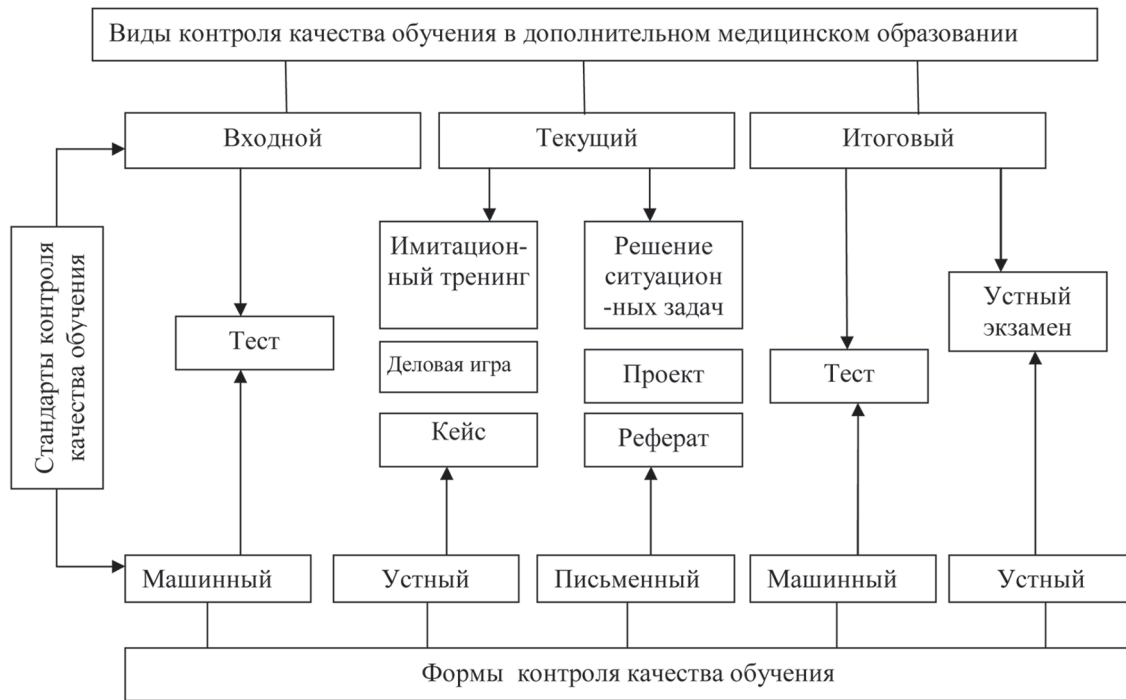 Виды контроля качества обучения в дополнительном медицинском образовании
Входной
Текущий
Итоговый
Стандарты контроля
качества обучения
Имитацион-
ный тренинг
Решение
ситуацион
-ных задач
Устный
экзамен
Тест
Деловая игра
Проект
Тест
Кейс
Реферат
Машинный
Устный
Письменный
Машинный
Устный
Формы контроля качества обучения